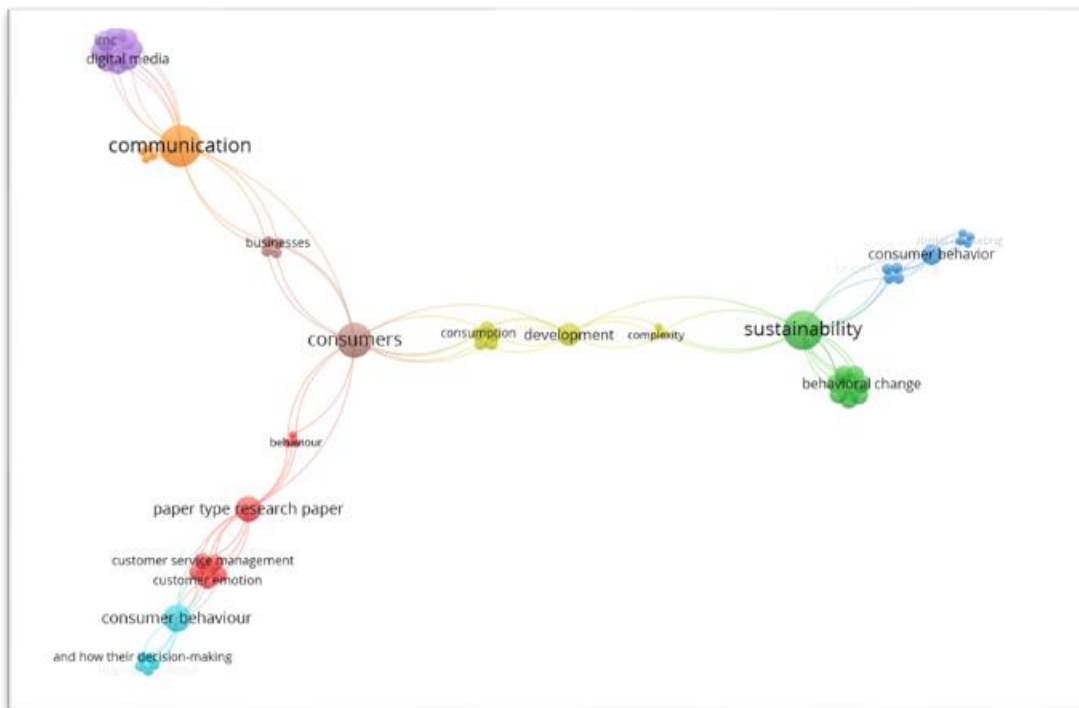 imc
digital media
communication
businesses
consumers
consumption
development
complexity
sustainability
consumer behavior
behavioral change
behaviour
paper type research paper
customer service management
customer emotion
consumer behaviour
and how their decision-making